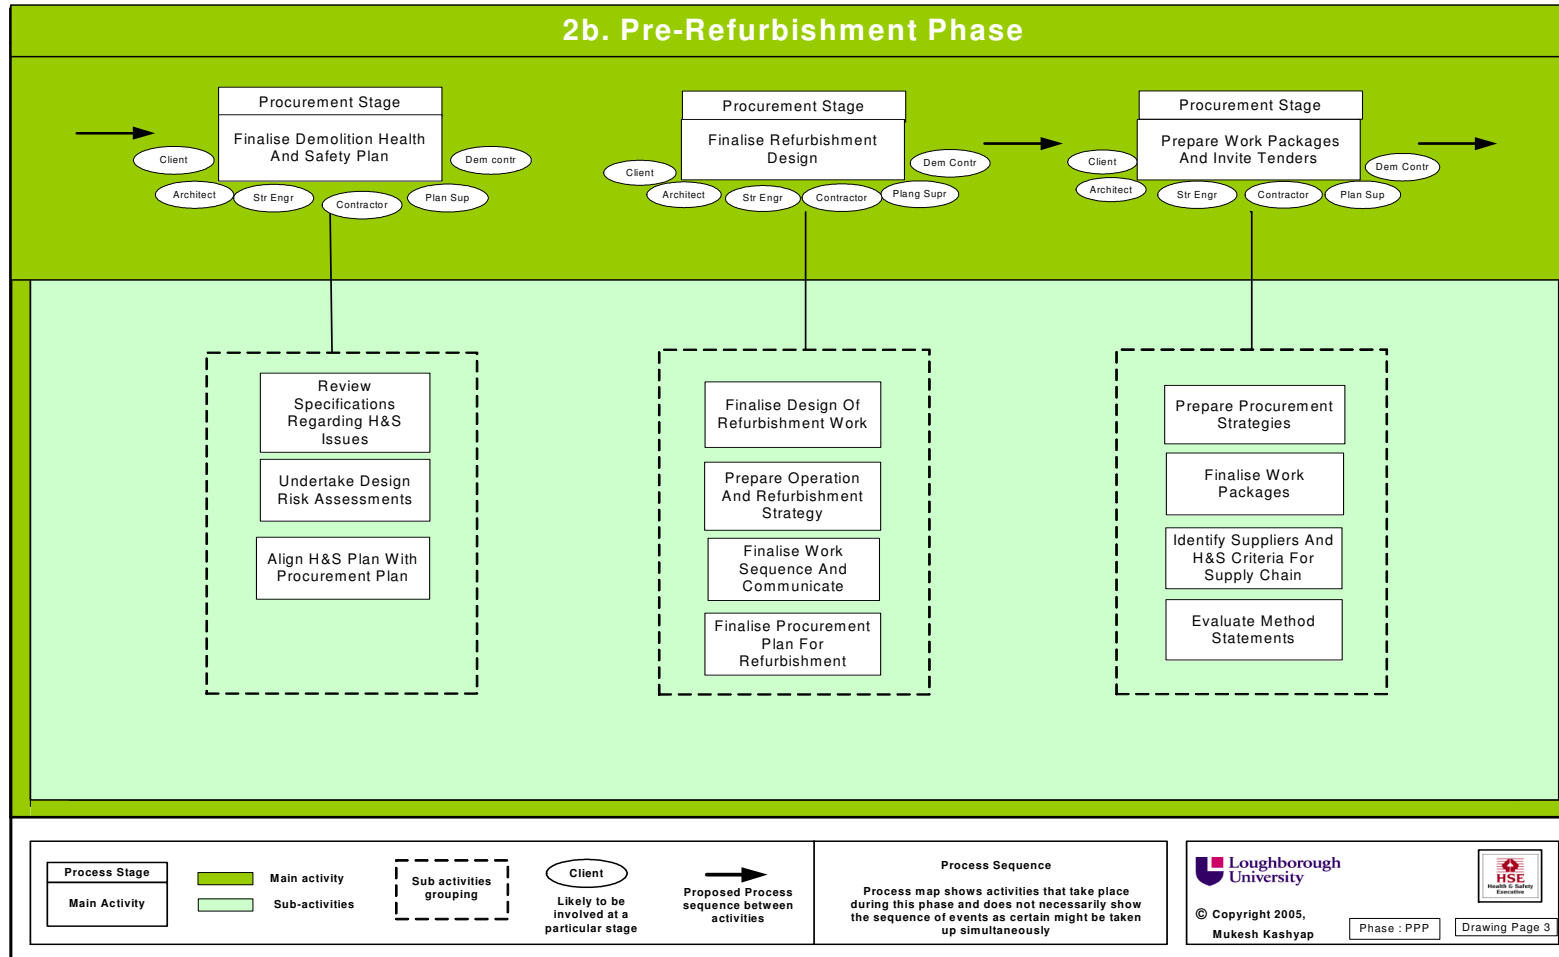 2b. Pre-Refurbishment Phase
Procurement Stage
Finalise Demolition Health
And Safety Plan
Client
Dem contr
Architect
Str Engr
Contractor
Plan Sup
Procurement Stage
Finalise Refurbishment
Design
Client
Dem Contr
Architect
Str Engr
Contractor
Plang Supr
Procurement Stage
Prepare Work Packages
And Invite Tenders
Client
Dem Contr
Architect
Str Engr
Contractor
Plan Sup
Review
Specifications
Regarding H&S
Issues
Undertake Design
Risk Assessments
Align H&S Plan With
Procurement Plan
Finalise Design Of
Refurbishment Work
Prepare Operation
And Refurbishment
Strategy
Finalise Work
Sequence And
Communicate
Finalise Procurement
Plan For
Refurbishment
Prepare Procurement
Strategies
Finalise Work
Packages
Identify Suppliers And
H&S Criteria For
Supply Chain
Evaluate Method
Statements
Process Stage
Main Activity
Main activity
Sub-activities
Sub activities
grouping
Client
Likely to be
involved at a
particular stage
Proposed Process
sequence between
activities
Process Sequence
Process map shows activities that take place
during this phase and does not necessarily show
the sequence of events as certain might be taken
up simultaneously
Loughborough
University
HSE
Health & Safety
Executive
© Copyright 2005,
Mukesh Kashyap
Phase : PPP
Drawing Page 3